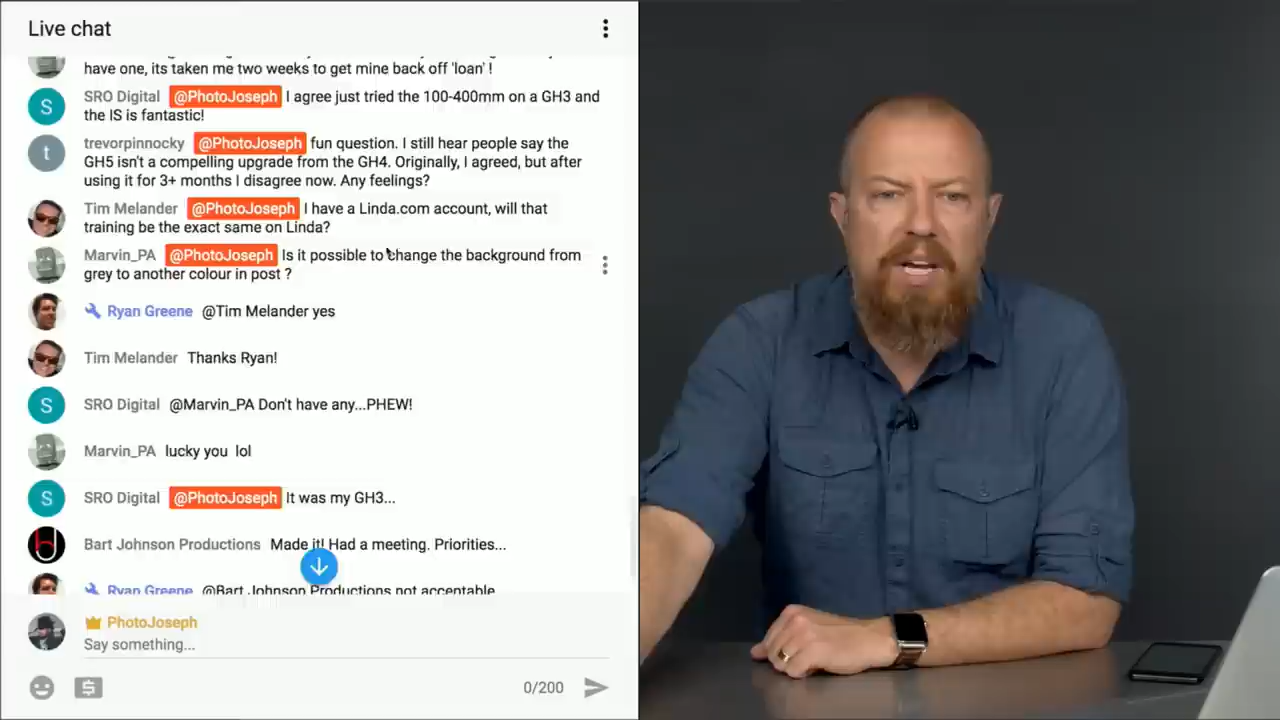 Live chat
have one, its taken me two weeks to get mine back off 'loan' !
S SRO Digital @PhotoJoseph I agree just tried the 100-400mm on a GH3 and
the IS is fantastic!
t trevorpinnocky @PhotoJoseph fun question. I still hear people say the
GH5 isn't a compelling upgrade from the GH4. Originally, I agreed, but after
using it for 3+ months I disagree now. Any feelings?
Tim Melander @PhotoJoseph I have a Linda.com account, will that
training be the exact same on Linda?
Marvin_PA @PhotoJoseph Is it possible to change the background from
grey to another colour in post ?
Ryan Greene @Tim Melander yes
Tim Melander Thanks Ryan!
S SRO Digital @Marvin_PA Don't have any...PHEW!
Marvin_PA lucky you lol
S SRO Digital @PhotoJoseph It was my GH3...
Bart Johnson Productions Made it! Had a meeting. Priorities...
Ryan Greene @Bart Johnson Productions not acceptable
PhotoJoseph
Say something...
0/200